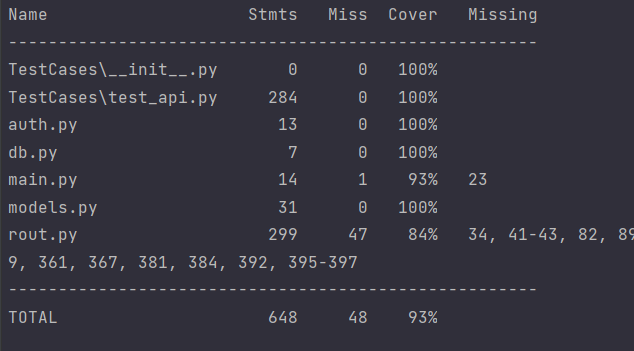 Name Stmts Miss Cover Missing
-----------------------------------------------------
TestCases\__init__.py 0 0 100%
TestCases\test_api.py 284 0 100%
auth.py 13 0 100%
db.py 7 0 100%
main.py 14 1 93% 23
models.py 31 0 100%
rout.py 299 47 84% 34, 41-43, 82, 89
9, 361, 367, 381, 384, 392, 395-397
-----------------------------------------------------
TOTAL 648 48 93%